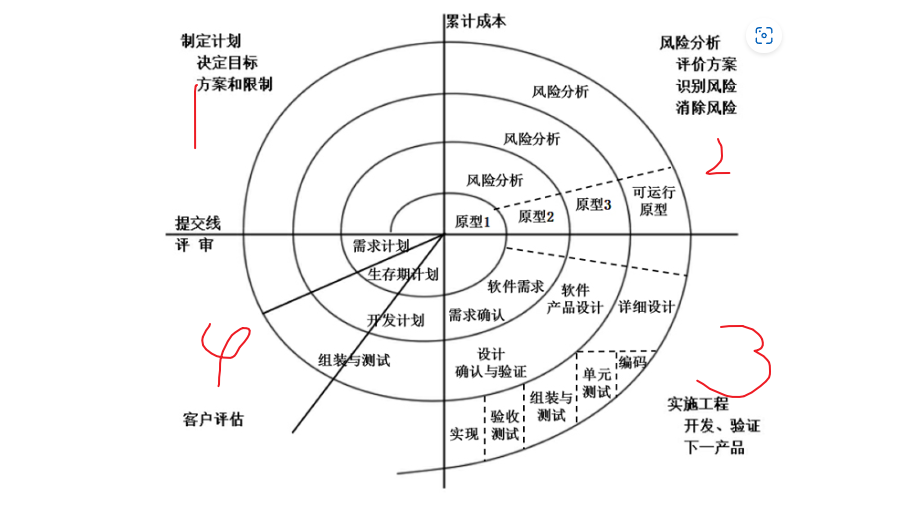 累计成本
制定计划
决定目标
方案和限制
1
风险分析
评价方案
识别风险
消除风险
2
风险分析
风险分析
风险分析
原型1
原型2
原型3
可运行
原型
提交线
评 审
需求计划
生存期计划
开发计划
组装与测试
软件需求
需求确认
软件
产品设计
设计
确认与验证
详细设计
编码
单元
测试
组装与
测试
验收
测试
实现
4
客户评估
3
实施工程
开发、验证
下一产品